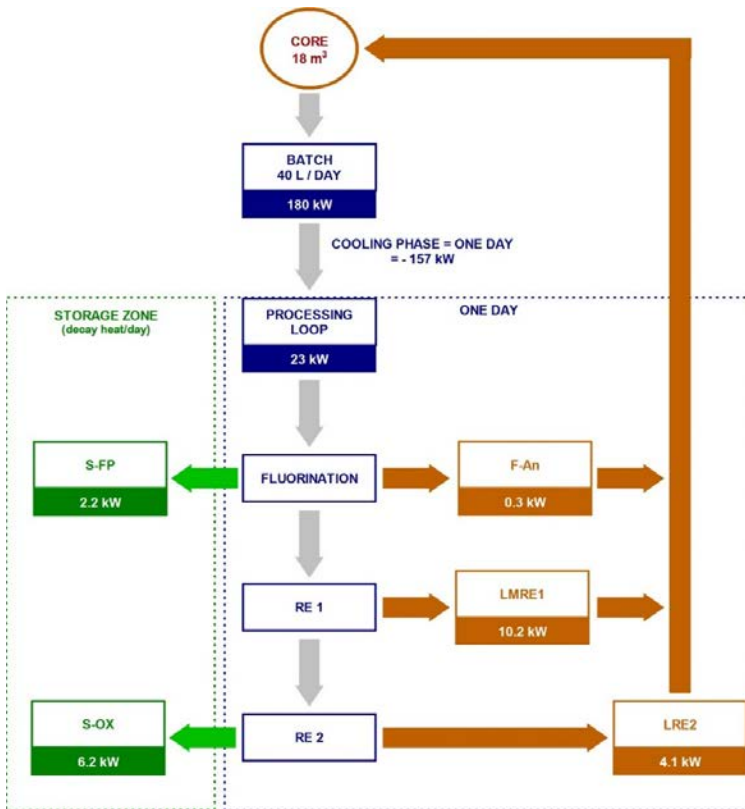 CORE
18 m³
BATCH
40 L / DAY
180 kW
COOLING PHASE = ONE DAY
= - 157 kW
STORAGE ZONE
(decay heat/day)
PROCESSING
LOOP
23 kW
ONE DAY
S-FP
2.2 kW
FLUORINATION
F-An
0.3 kW
RE 1
LMRE1
10.2 kW
S-OX
6.2 kW
RE 2
LRE2
4.1 kW